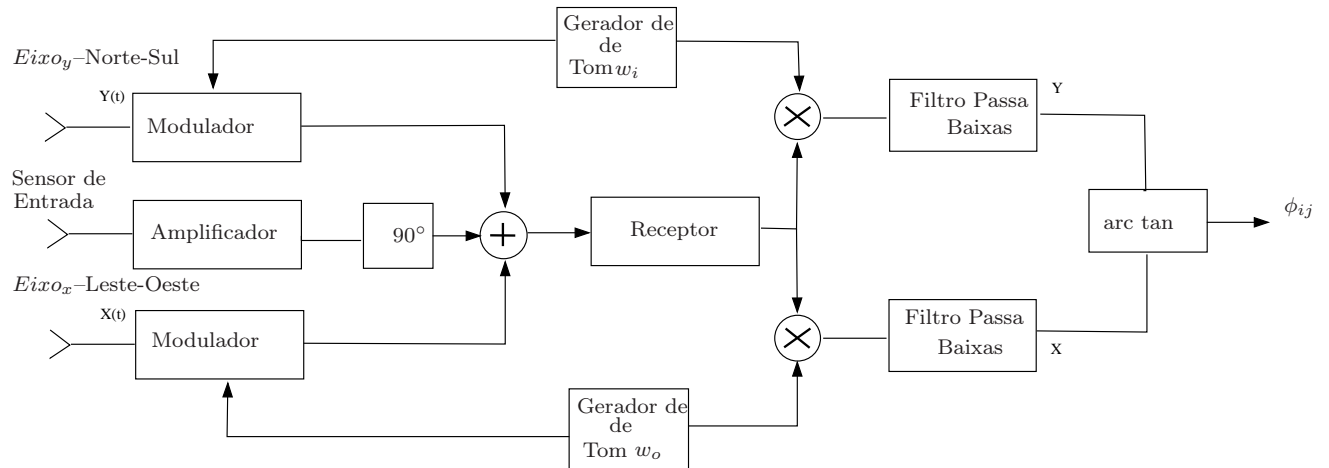 Gerador de
de
Tom w_i
Eixo_y–Norte-Sul
Y(t)
Modulador
Filtro Passa
Baixas
Y
Sensor de
Entrada
Amplificador
90°
+
Receptor
arc tan
ϕ_ij
Eixo_x–Leste-Oeste
X(t)
Modulador
Filtro Passa
Baixas
X
Gerador de
de
Tom w_o